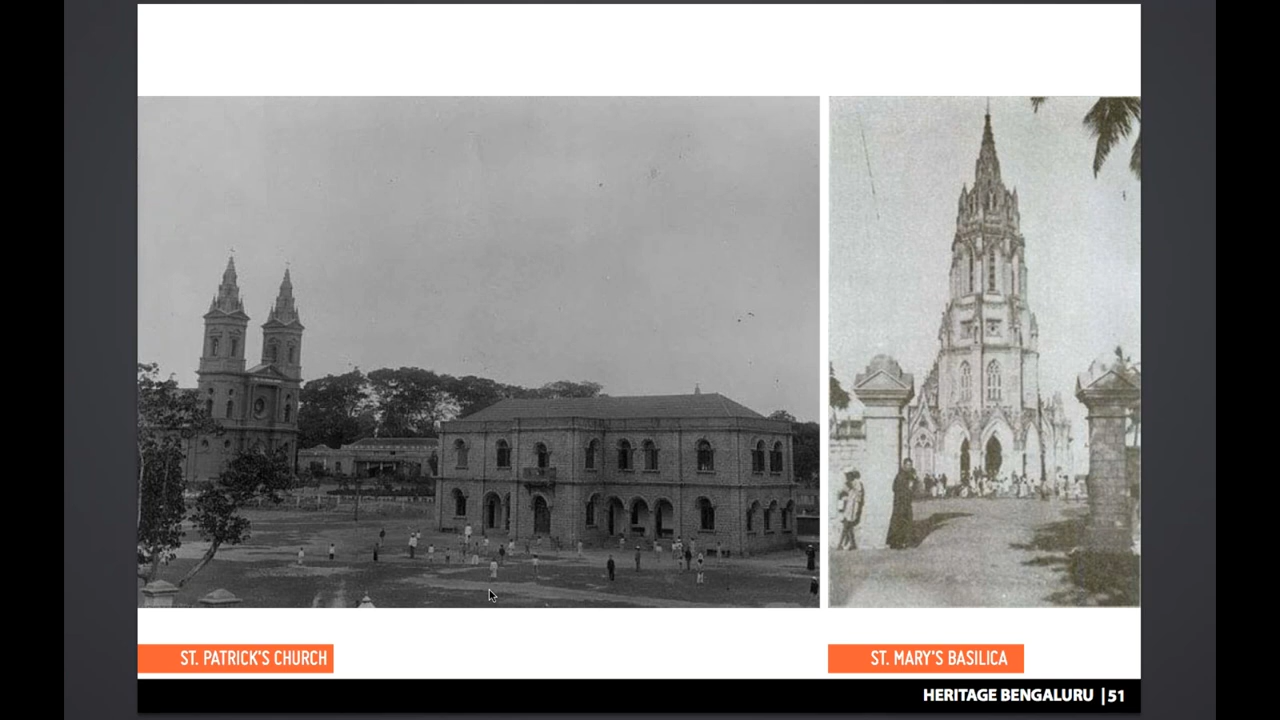 ST. PATRICK'S CHURCH
ST. MARY'S BASILICA
HERITAGE BENGALURU |51